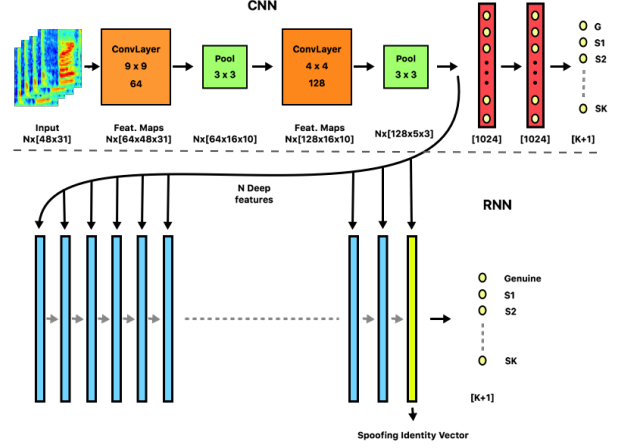 CNN
ConvLayer
9 x 9
64
Pool
3 x 3
ConvLayer
4 x 4
128
Pool
3 x 3
G
S1
S2
SK
Input
Nx[48x31]
Feat. Maps
Nx[64x48x31]
Nx[64x16x10]
Feat. Maps
Nx[128x16x10]
Nx[128x5x3]
[1024]
[1024]
[K+1]
N Deep
features
RNN
Genuine
S1
S2
SK
[K+1]
Spoofing Identity Vector